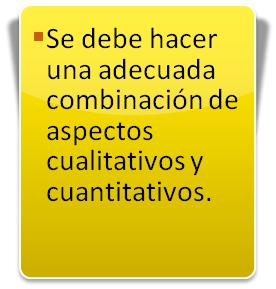 ▪Se debe hacer
una adecuada
combinación de
aspectos
cualitativos y
cuantitativos.